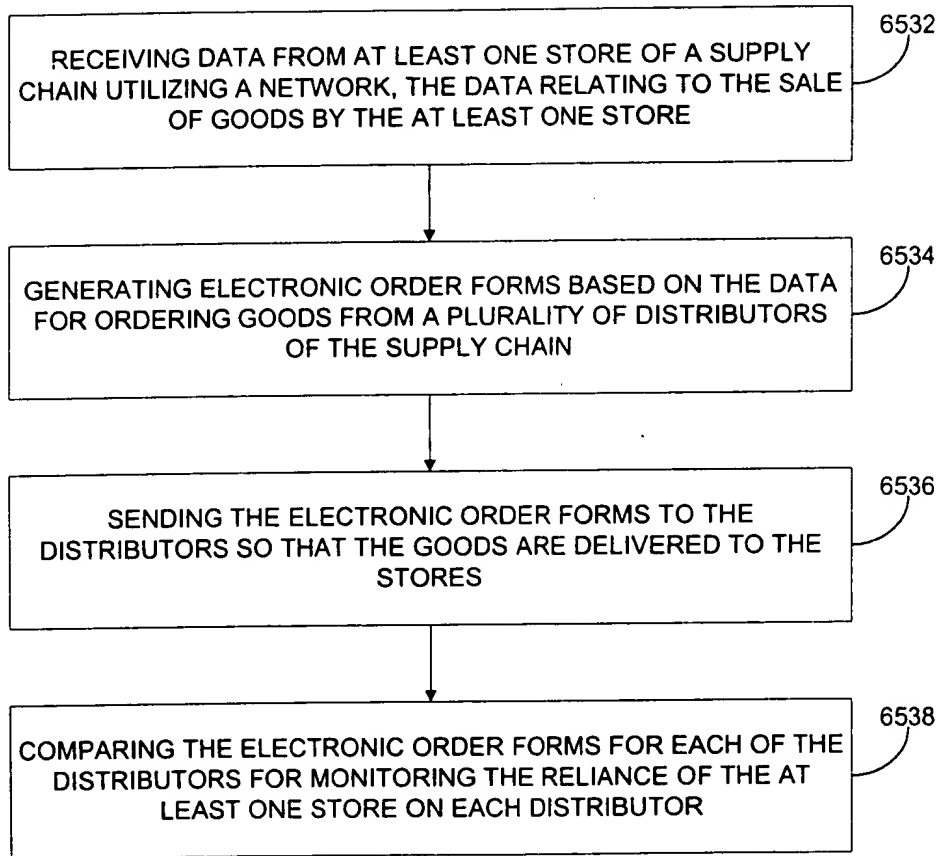 6532
RECEIVING DATA FROM AT LEAST ONE STORE OF A SUPPLY
CHAIN UTILIZING A NETWORK, THE DATA RELATING TO THE SALE
OF GOODS BY THE AT LEAST ONE STORE
6534
GENERATING ELECTRONIC ORDER FORMS BASED ON THE DATA
FOR ORDERING GOODS FROM A PLURALITY OF DISTRIBUTORS
OF THE SUPPLY CHAIN
6536
SENDING THE ELECTRONIC ORDER FORMS TO THE
DISTRIBUTORS SO THAT THE GOODS ARE DELIVERED TO THE
STORES
6538
COMPARING THE ELECTRONIC ORDER FORMS FOR EACH OF THE
DISTRIBUTORS FOR MONITORING THE RELIANCE OF THE AT
LEAST ONE STORE ON EACH DISTRIBUTOR